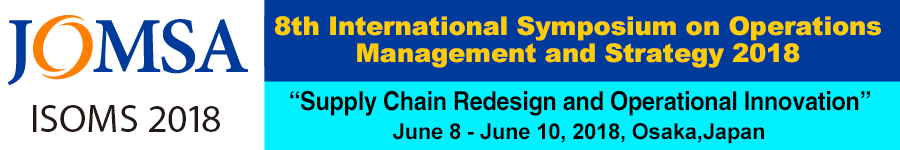 JOMSA
ISOMS 2018
8th International Symposium on Operations
Management and Strategy 2018
“Supply Chain Redesign and Operational Innovation”
June 8 - June 10, 2018, Osaka,Japan